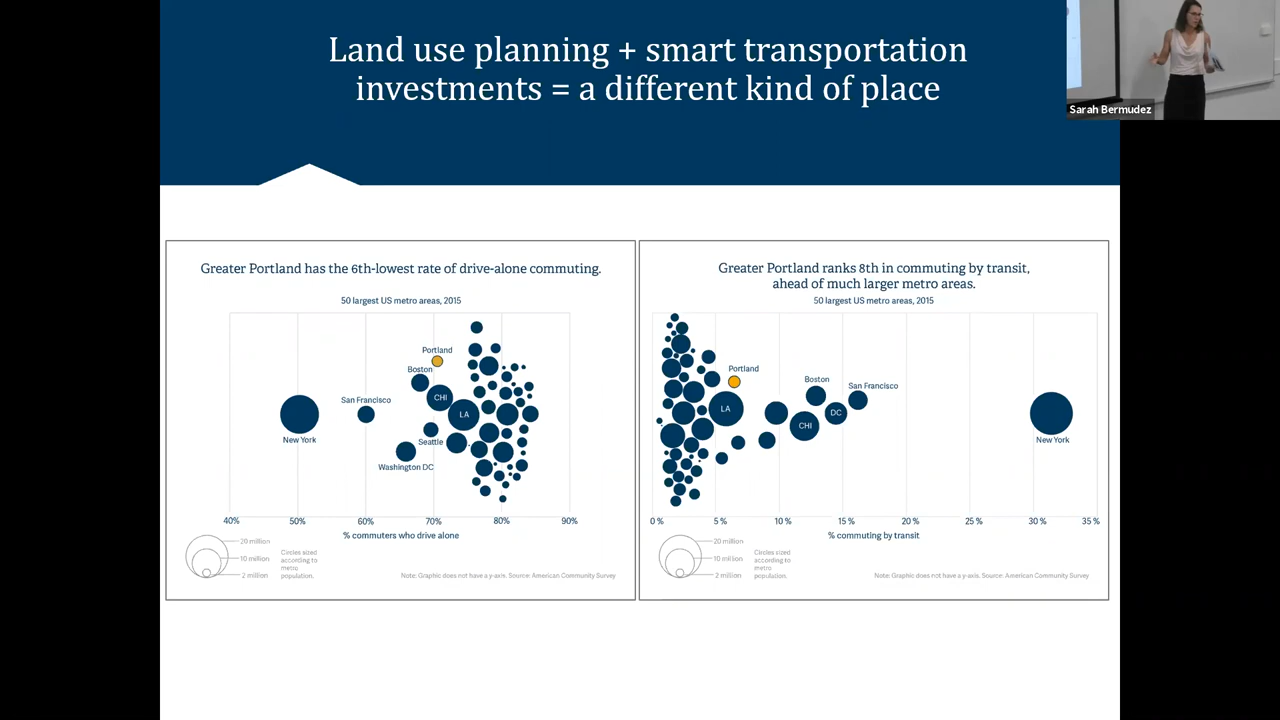 Land use planning + smart transportation
investments = a different kind of place
Sarah Bermudez
Greater Portland has the 6th-lowest rate of drive-alone commuting.
50 largest US metro areas, 2015
Portland
Boston
CHI
San Francisco
LA
New York
Seattle
Washington DC
40%
50%
60%
70%
80%
90%
% commuters who drive alone
20 million
10 million
2 million
Circles sized
according to
metro
population.
Note: Graphic does not have a y-axis. Source: American Community Survey
Greater Portland ranks 8th in commuting by transit,
ahead of much larger metro areas.
50 largest US metro areas, 2015
Portland
Boston
San Francisco
LA
DC
CHI
New York
0 %
5 %
10 %
15 %
20 %
25 %
30 %
35 %
% commuting by transit
20 million
10 million
2 million
Circles sized
according to
metro
population.
Note: Graphic does not have a y-axis. Source: American Community Survey